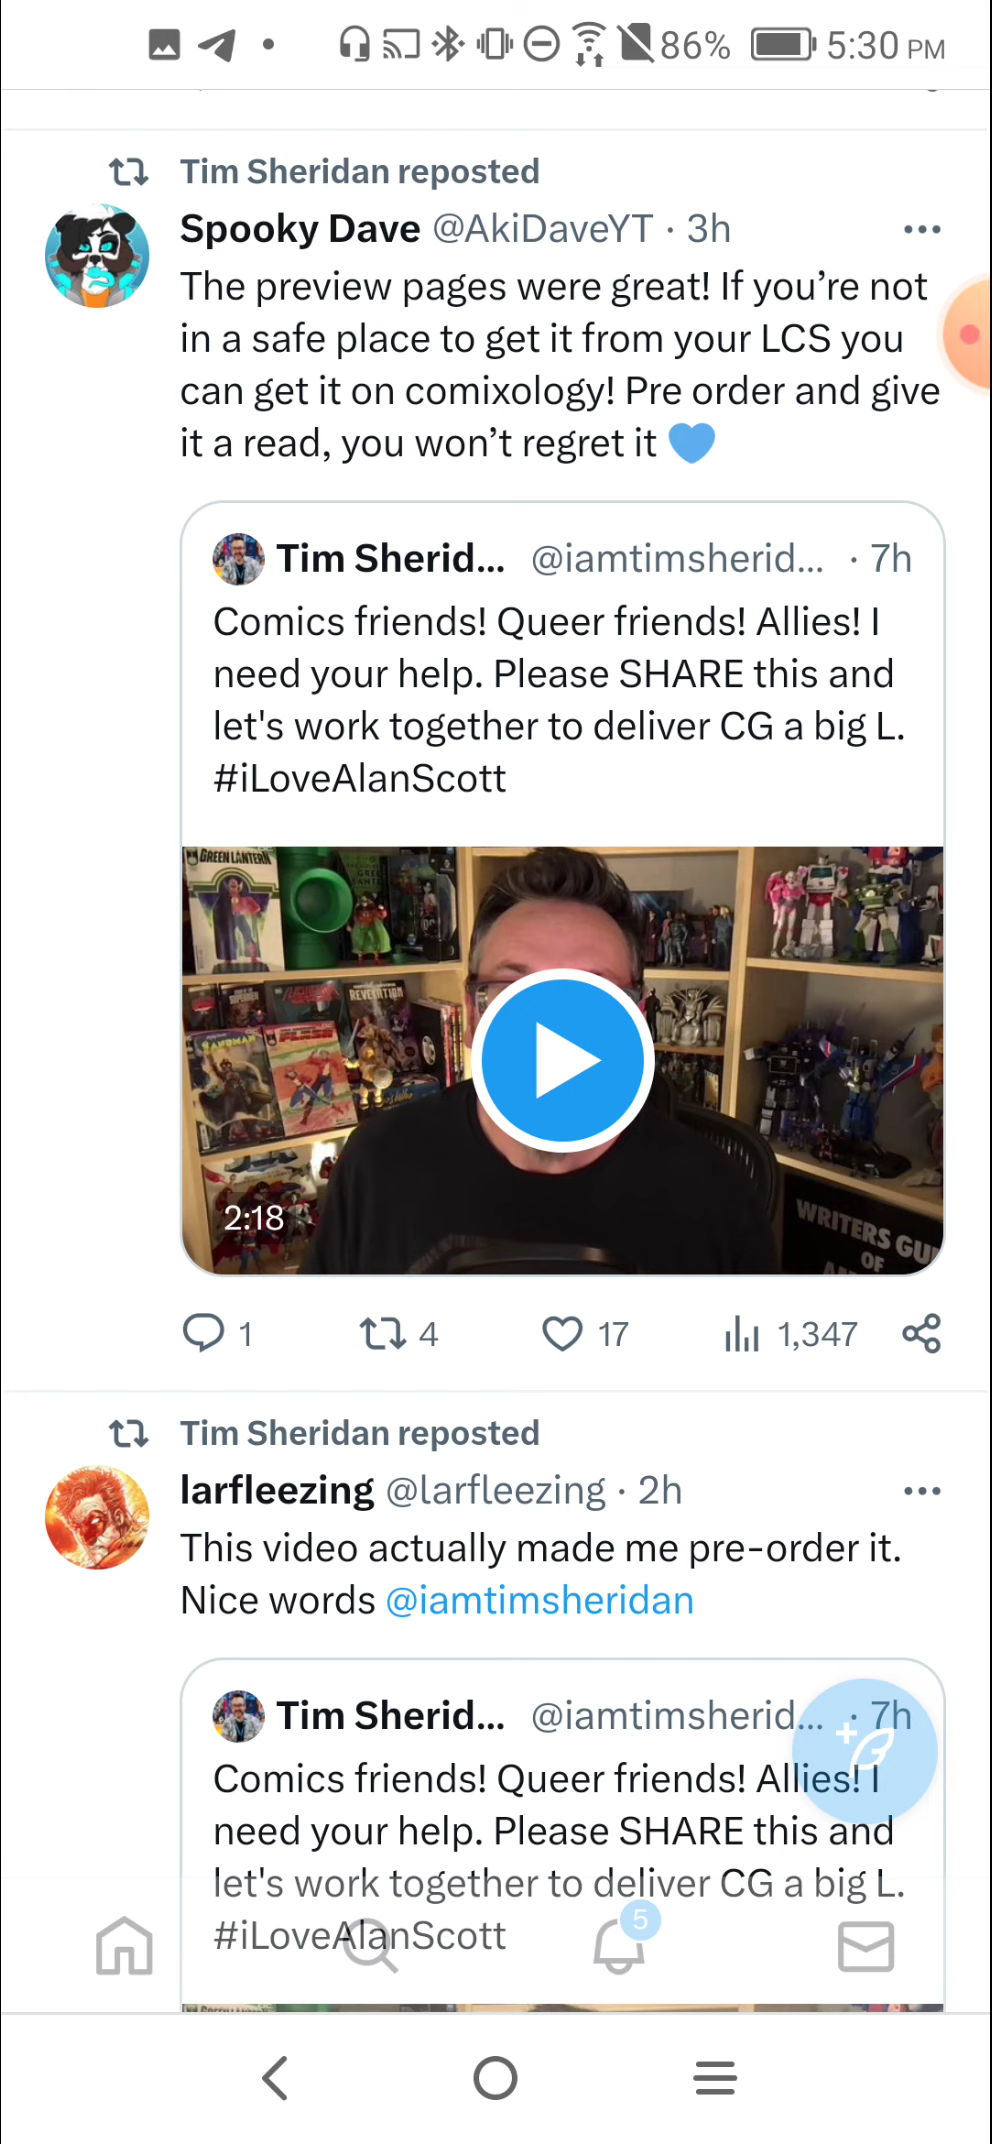 86% 5:30 PM
Tim Sheridan reposted
Spooky Dave @AkiDaveYT · 3h
The preview pages were great! If you’re not
in a safe place to get it from your LCS you
can get it on comixology! Pre order and give
it a read, you won’t regret it 💙
Tim Sherid... @iamtimsherid... · 7h
Comics friends! Queer friends! Allies! I
need your help. Please SHARE this and
let's work together to deliver CG a big L.
#iLoveAlanScott
GREEN LANTERN
REVELATION
SANDMAN
2:18
WRITERS GU
OF
1 4 17 1,347
Tim Sheridan reposted
larfleezing @larfleezing · 2h
This video actually made me pre-order it.
Nice words @iamtimsheridan
Tim Sherid... @iamtimsherid... · 7h
Comics friends! Queer friends! Allies! I
need your help. Please SHARE this and
let's work together to deliver CG a big L.
#iLoveAlanScott
5